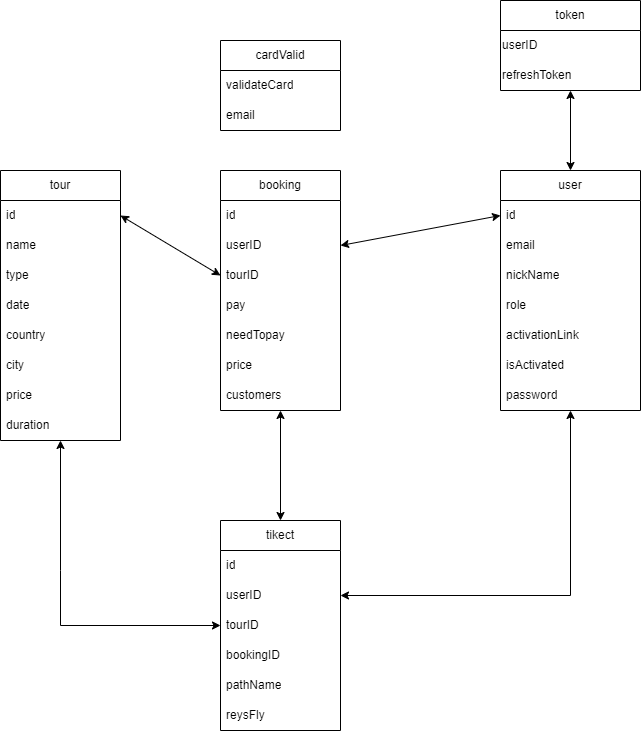 token
userID
refreshToken
cardValid
validateCard
email
tour
id
name
type
date
country
city
price
duration
booking
id
userID
tourID
pay
needTopay
price
customers
user
id
email
nickName
role
activationLink
isActivated
password
tikect
id
userID
tourID
bookingID
pathName
reysFly